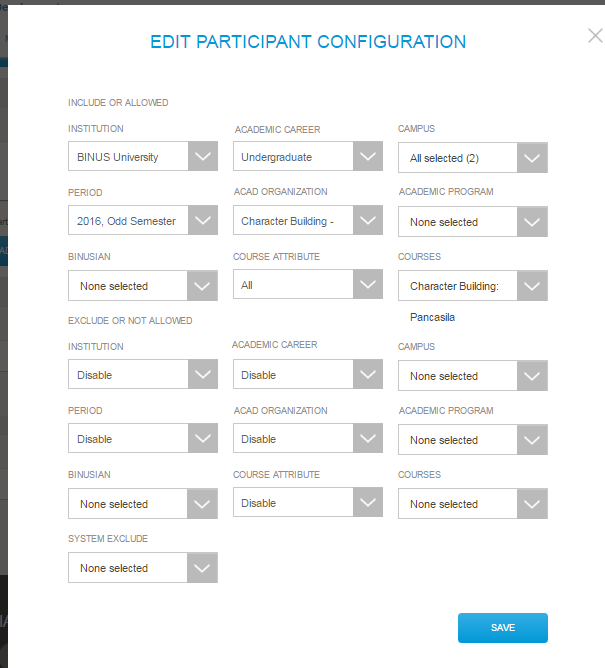 EDIT PARTICIPANT CONFIGURATION
INCLUDE OR ALLOWED
INSTITUTION ACADEMIC CAREER CAMPUS
BINUS University Undergraduate All selected (2)
PERIOD ACAD ORGANIZATION ACADEMIC PROGRAM
2016, Odd Semester Character Building - None selected
BINUSIAN COURSE ATTRIBUTE COURSES
None selected All Character Building:
Pancasila
EXCLUDE OR NOT ALLOWED
INSTITUTION ACADEMIC CAREER CAMPUS
Disable Disable None selected
PERIOD ACAD ORGANIZATION ACADEMIC PROGRAM
Disable Disable None selected
BINUSIAN COURSE ATTRIBUTE COURSES
None selected Disable None selected
SYSTEM EXCLUDE
None selected
SAVE